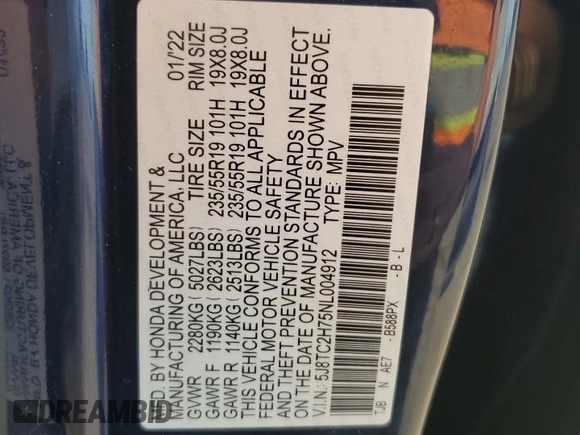 MFD. BY HONDA DEVELOPMENT &
MANUFACTURING OF AMERICA, LLC 01/22
GVWR 2280KG (5027LBS) TIRE SIZE RIM SIZE
GAWR F 1190KG (2623LBS) 235/55R19 101H 19X8.0J
GAWR R 1140KG (2513LBS) 235/55R19 101H 19X8.0J
THIS VEHICLE CONFORMS TO ALL APPLICABLE
FEDERAL MOTOR VEHICLE SAFETY
AND THEFT PREVENTION STANDARDS IN EFFECT
ON THE DATE OF MANUFACTURE SHOWN ABOVE.
V.I.N.: 5J8TC2H75NL004912 TYPE: MPV
TJB N AE7 - B588PX - B - L
DREAMBID